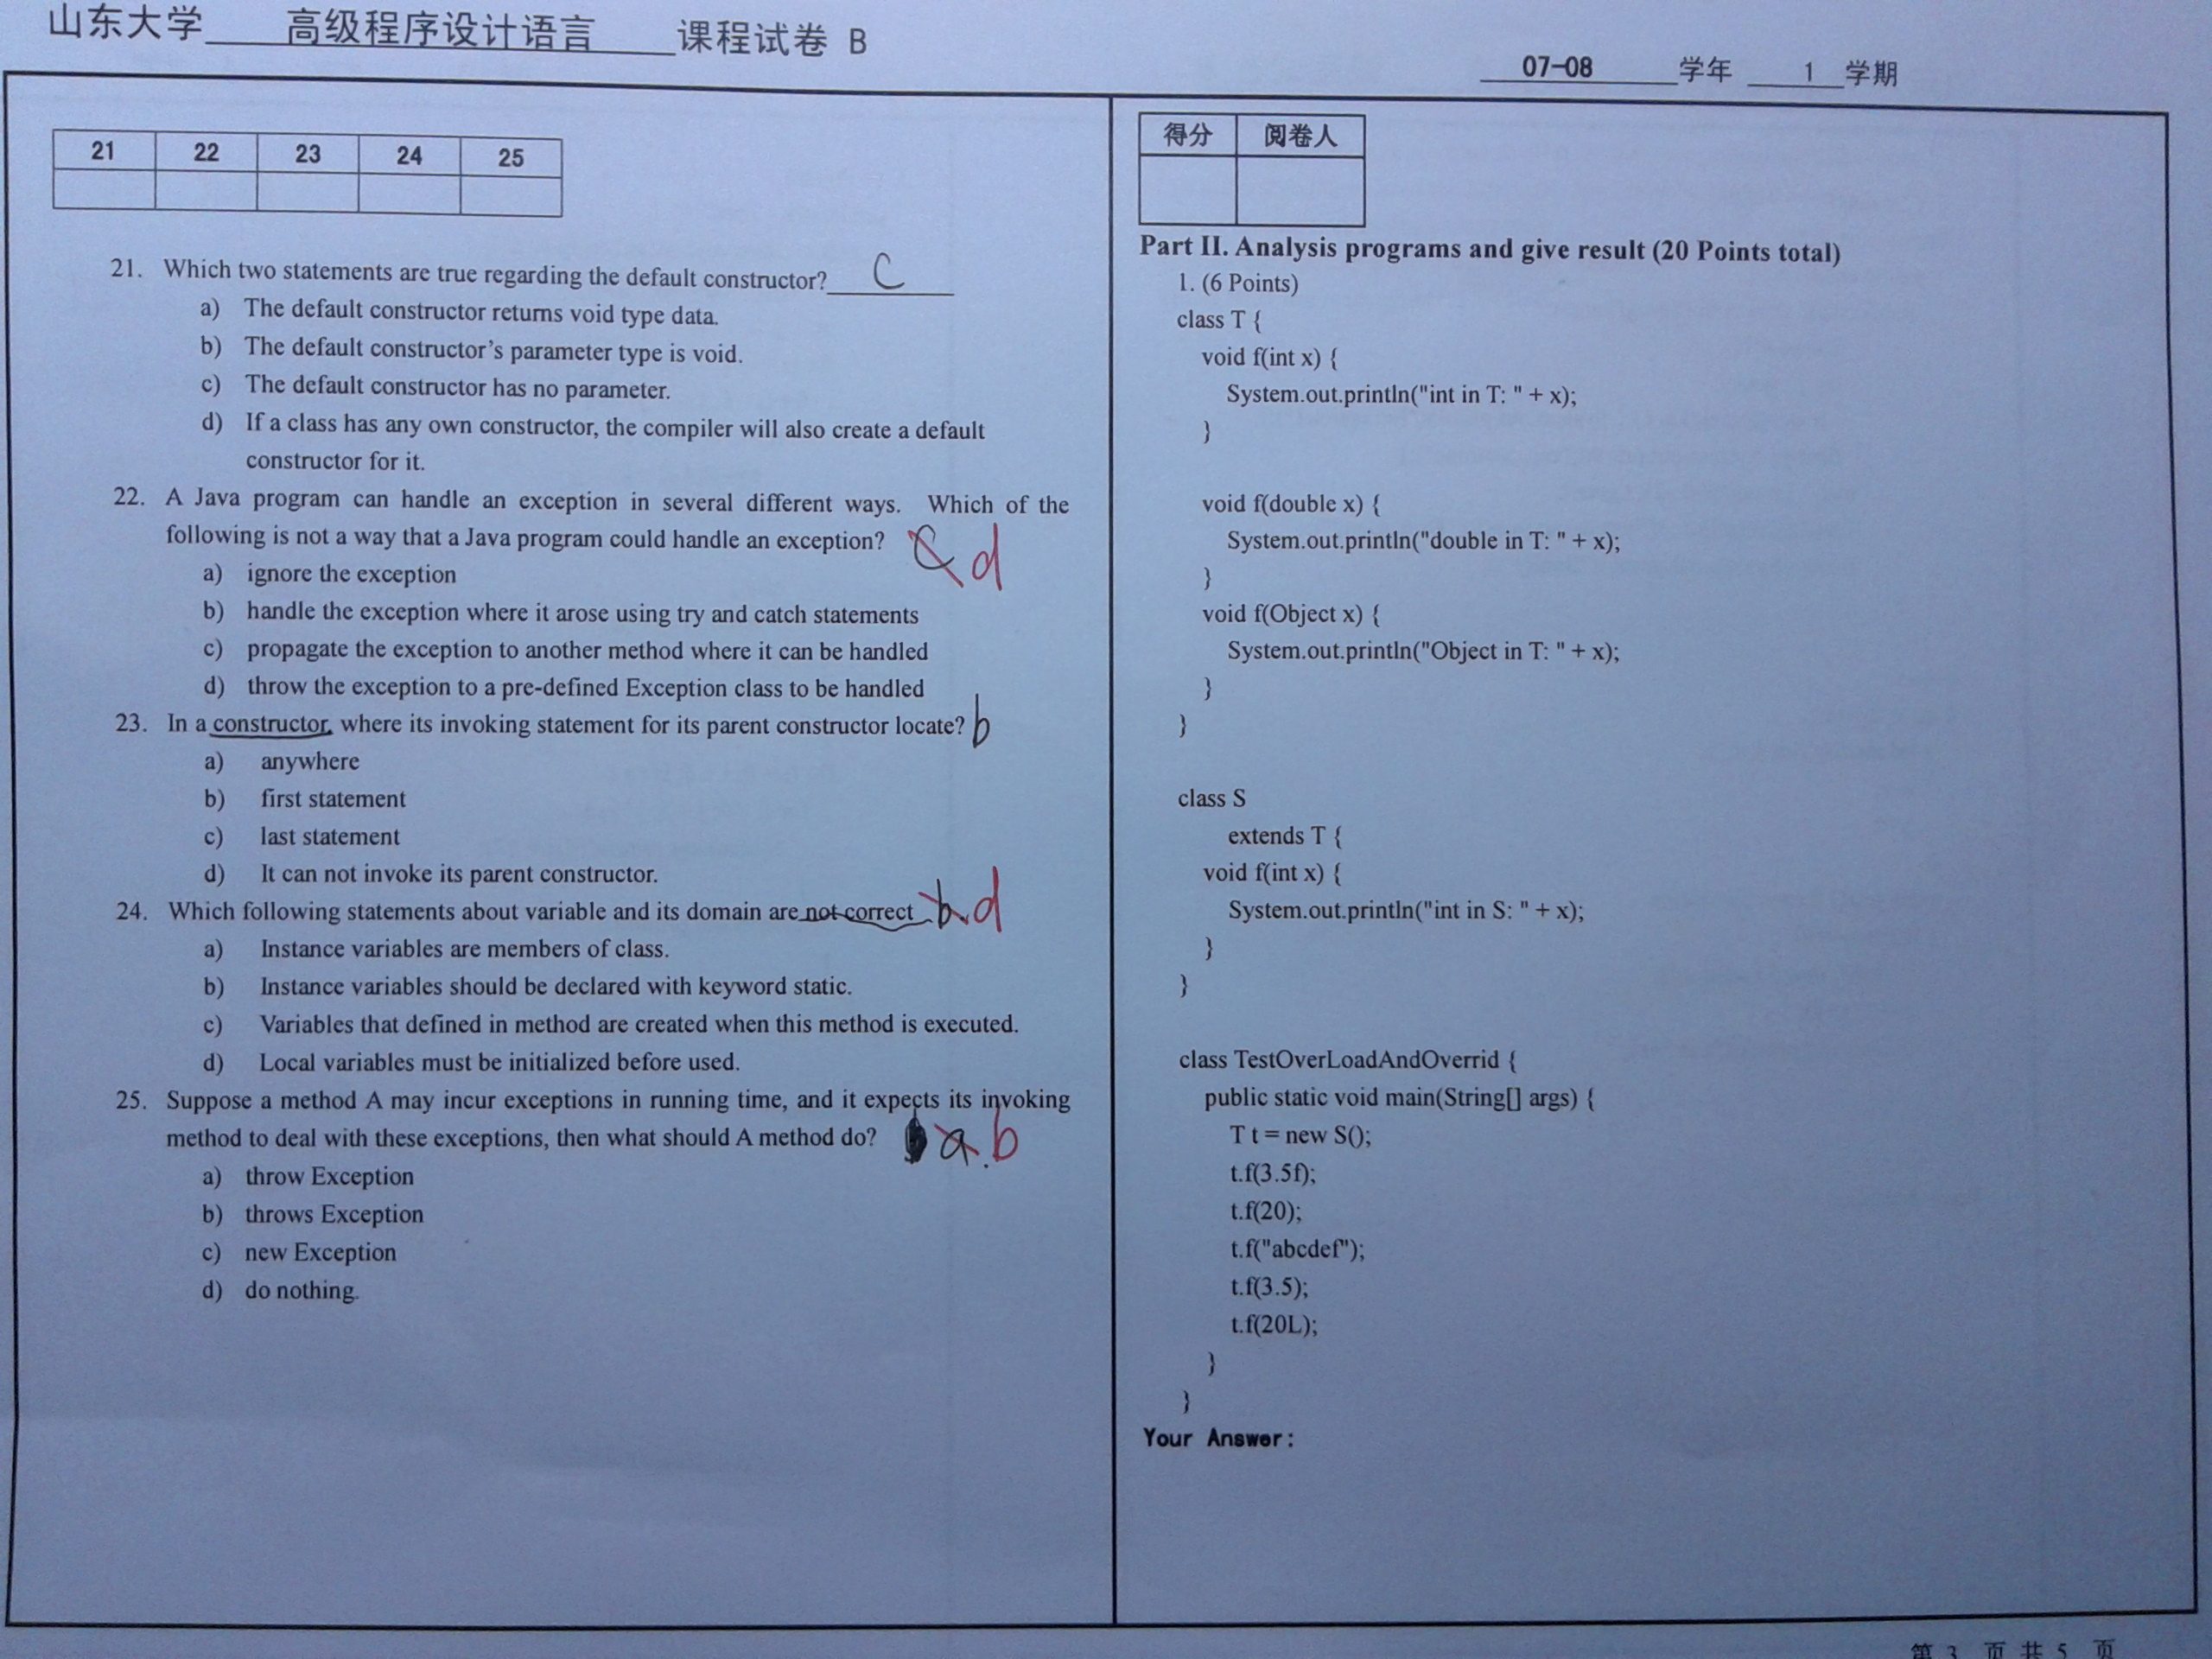 山东大学 高级程序设计语言 课程试卷 B
07-08 学年 1 学期
21 22 23 24 25
21. Which two statements are true regarding the default constructor? C
a) The default constructor returns void type data.
b) The default constructor's parameter type is void.
c) The default constructor has no parameter.
d) If a class has any own constructor, the compiler will also create a default
constructor for it.
22. A Java program can handle an exception in several different ways. Which of the
following is not a way that a Java program could handle an exception? C d
a) ignore the exception
b) handle the exception where it arose using try and catch statements
c) propagate the exception to another method where it can be handled
d) throw the exception to a pre-defined Exception class to be handled
23. In a constructor, where its invoking statement for its parent constructor locate? b
a) anywhere
b) first statement
c) last statement
d) It can not invoke its parent constructor.
24. Which following statements about variable and its domain are not correct b. d
a) Instance variables are members of class.
b) Instance variables should be declared with keyword static.
c) Variables that defined in method are created when this method is executed.
d) Local variables must be initialized before used.
25. Suppose a method A may incur exceptions in running time, and it expects its invoking
method to deal with these exceptions, then what should A method do? a. b
a) throw Exception
b) throws Exception
c) new Exception
d) do nothing.
得分 阅卷人
Part II. Analysis programs and give result (20 Points total)
1. (6 Points)
class T {
void f(int x) {
System.out.println("int in T: " + x);
}
void f(double x) {
System.out.println("double in T: " + x);
}
void f(Object x) {
System.out.println("Object in T: " + x);
}
}
class S
extends T {
void f(int x) {
System.out.println("int in S: " + x);
}
}
class TestOverLoadAndOverrid {
public static void main(String[] args) {
T t = new S();
t.f(3.5f);
t.f(20);
t.f("abcdef");
t.f(3.5);
t.f(20L);
}
}
Your Answer:
第 3 页 共 5 页